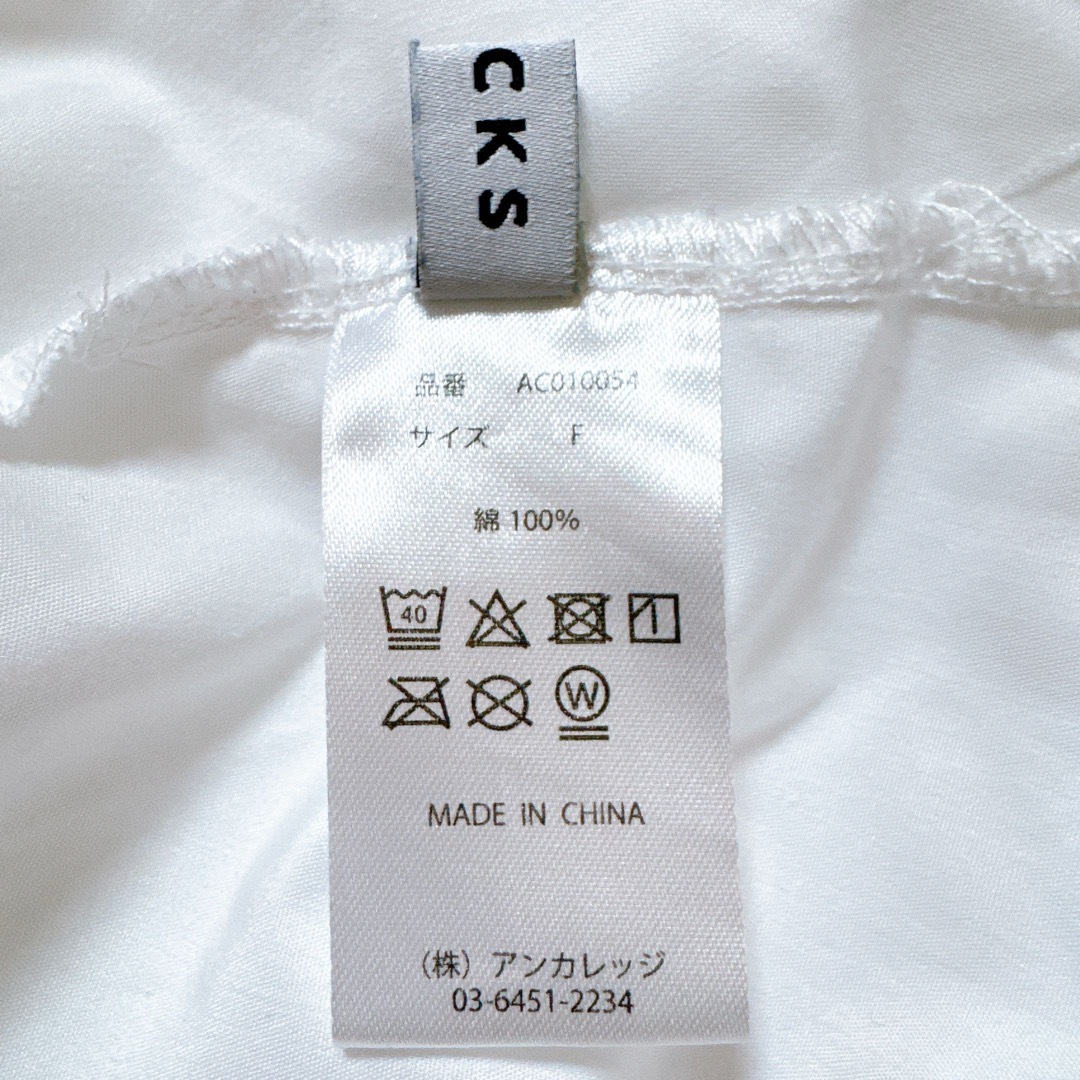 CKS
品番 AC010054
サイズ F
綿 100%
40
W
MADE IN CHINA
（株）アンカレッジ
03-6451-2234